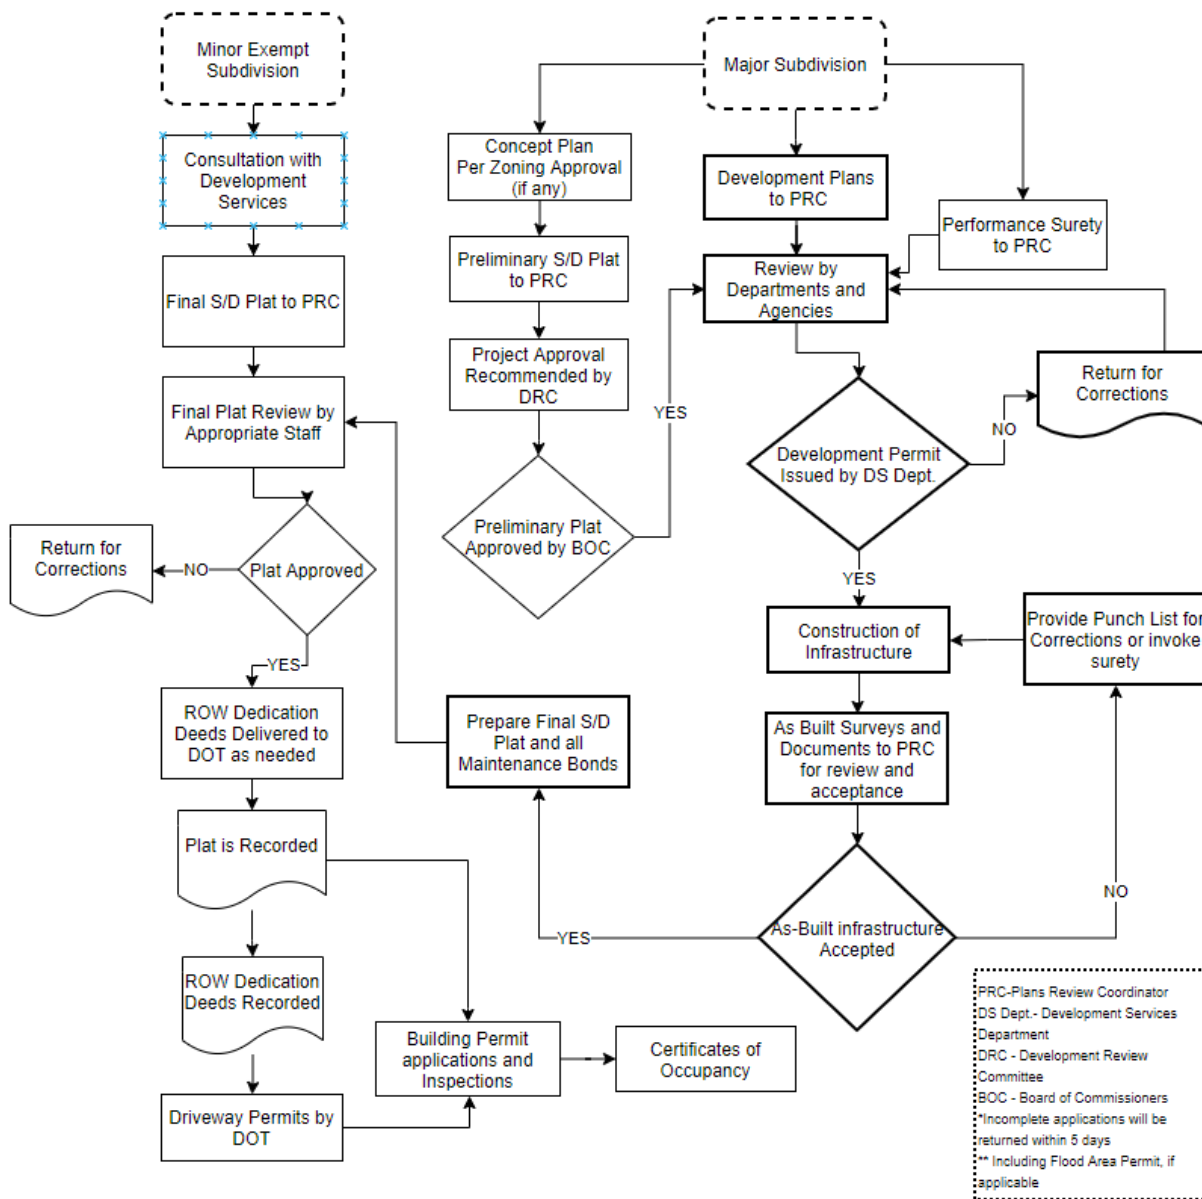 Minor Exempt
Subdivision
Consultation with
Development
Services
Final S/D Plat to PRC
Final Plat Review by
Appropriate Staff
Return for
Corrections
NO
Plat Approved
YES
ROW Dedication
Deeds Delivered to
DOT as needed
Plat is Recorded
ROW Dedication
Deeds Recorded
Driveway Permits by
DOT
Building Permit
applications and
Inspections
Certificates of
Occupancy
Major Subdivision
Concept Plan
Per Zoning Approval
(if any)
Preliminary S/D Plat
to PRC
Project Approval
Recommended by
DRC
Preliminary Plat
Approved by BOC
YES
Development Plans
to PRC
Performance Surety
to PRC
Review by
Departments and
Agencies
Return for
Corrections
NO
Development Permit
Issued by DS Dept.
YES
Construction of
Infrastructure
Provide Punch List for
Corrections or invoke
surety
As Built Surveys and
Documents to PRC
for review and
acceptance
NO
As-Built infrastructure
Accepted
YES
Prepare Final S/D
Plat and all
Maintenance Bonds
PRC-Plans Review Coordinator
DS Dept.- Development Services
Department
DRC - Development Review
Committee
BOC - Board of Commissioners
*Incomplete applications will be
returned within 5 days
** Including Flood Area Permit, if
applicable